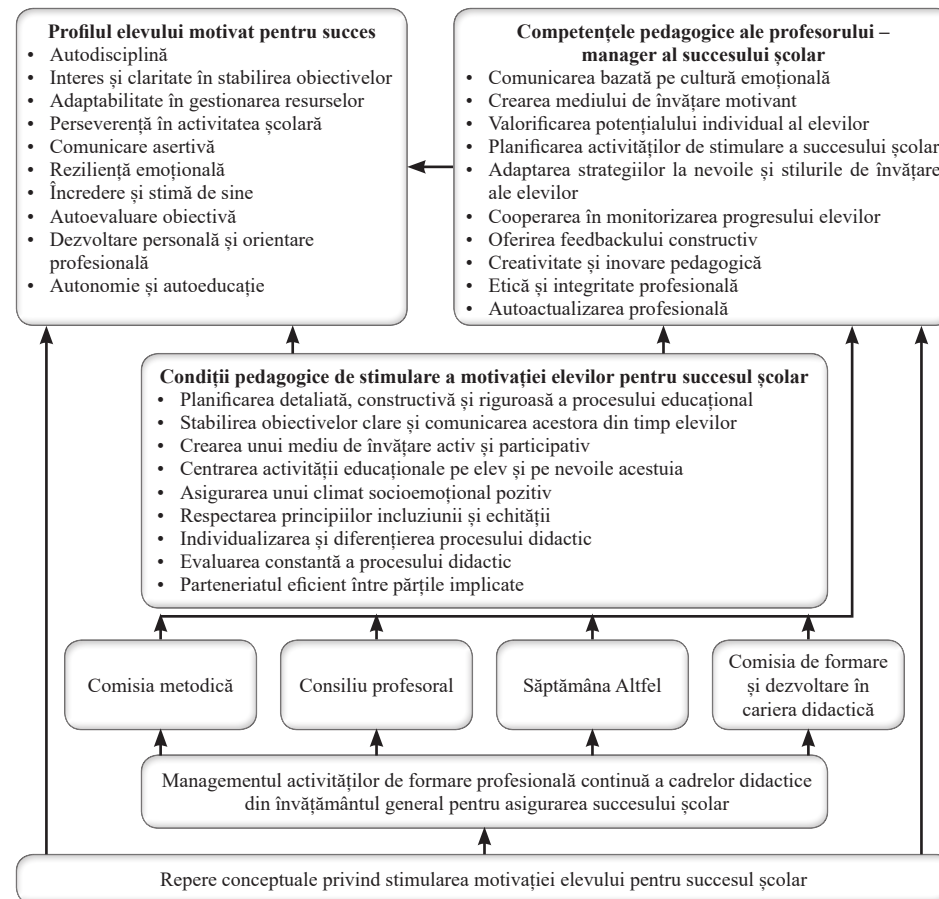 Profilul elevului motivat pentru succes
• Autodisciplină
• Interes și claritate în stabilirea obiectivelor
• Adaptabilitate în gestionarea resurselor
• Perseverență în activitatea școlară
• Comunicare asertivă
• Reziliență emoțională
• Încredere și stimă de sine
• Autoevaluare obiectivă
• Dezvoltare personală și orientare
profesională
• Autonomie și autoeducație
Competențele pedagogice ale profesorului –
manager al succesului școlar
• Comunicarea bazată pe cultură emoțională
• Crearea mediului de învățare motivant
• Valorificarea potențialului individual al elevilor
• Planificarea activităților de stimulare a succesului școlar
• Adaptarea strategiilor la nevoile și stilurile de învățare
ale elevilor
• Cooperarea în monitorizarea progresului elevilor
• Oferirea feedbackului constructiv
• Creativitate și inovare pedagogică
• Etică și integritate profesională
• Autoactualizarea profesională
Condiții pedagogice de stimulare a motivației elevilor pentru succesul școlar
• Planificarea detaliată, constructivă și riguroasă a procesului educațional
• Stabilirea obiectivelor clare și comunicarea acestora din timp elevilor
• Crearea unui mediu de învățare activ și participativ
• Centrarea activității educaționale pe elev și pe nevoile acestuia
• Asigurarea unui climat socioemoțional pozitiv
• Respectarea principiilor incluziunii și echității
• Individualizarea și diferențierea procesului didactic
• Evaluarea constantă a procesului didactic
• Parteneriatul eficient între părțile implicate
Comisia metodică
Consiliu profesoral
Săptămâna Altfel
Comisia de formare
și dezvoltare în
cariera didactică
Managementul activităților de formare profesională continuă a cadrelor didactice
din învățământul general pentru asigurarea succesului școlar
Repere conceptuale privind stimularea motivației elevului pentru succesul școlar